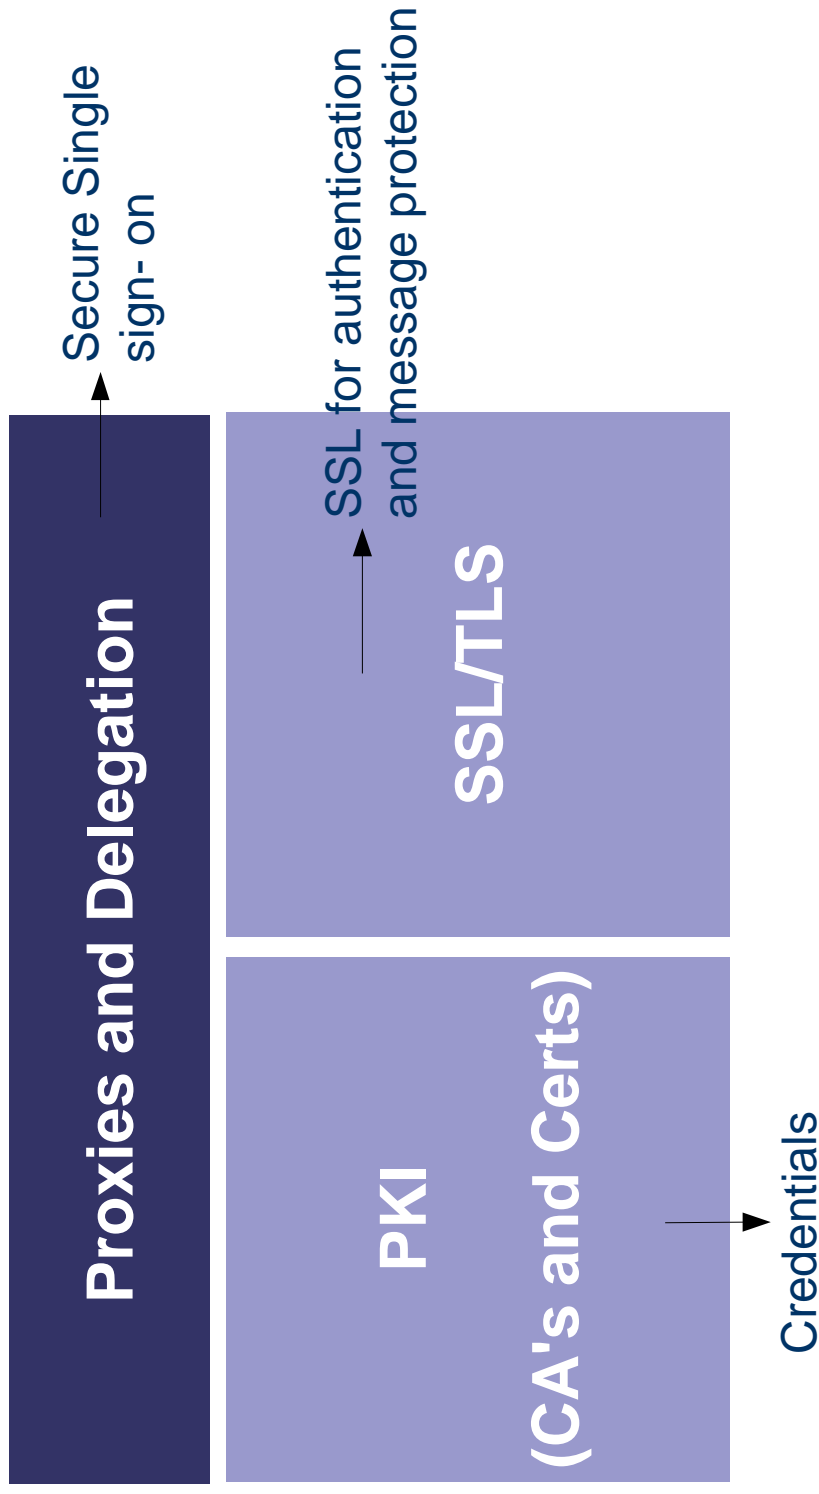 Proxies and Delegation
Secure Single
sign- on
PKI
(CA's and Certs)
SSL/TLS
SSL for authentication
and message protection
Credentials